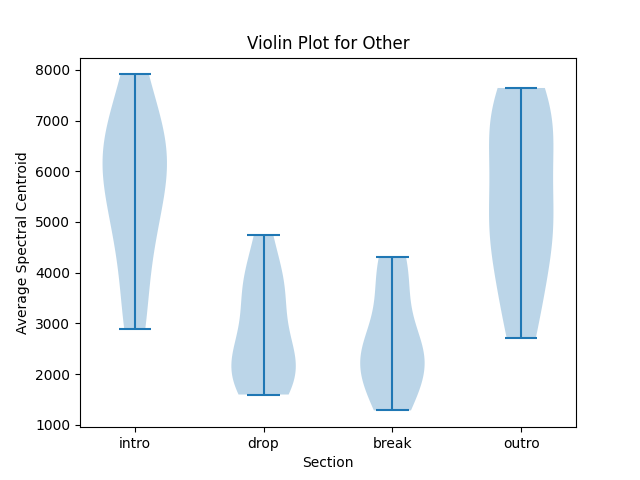 Violin Plot for Other
8000
7000
6000
5000
4000
3000
2000
1000
Average Spectral Centroid
intro drop break outro
Section